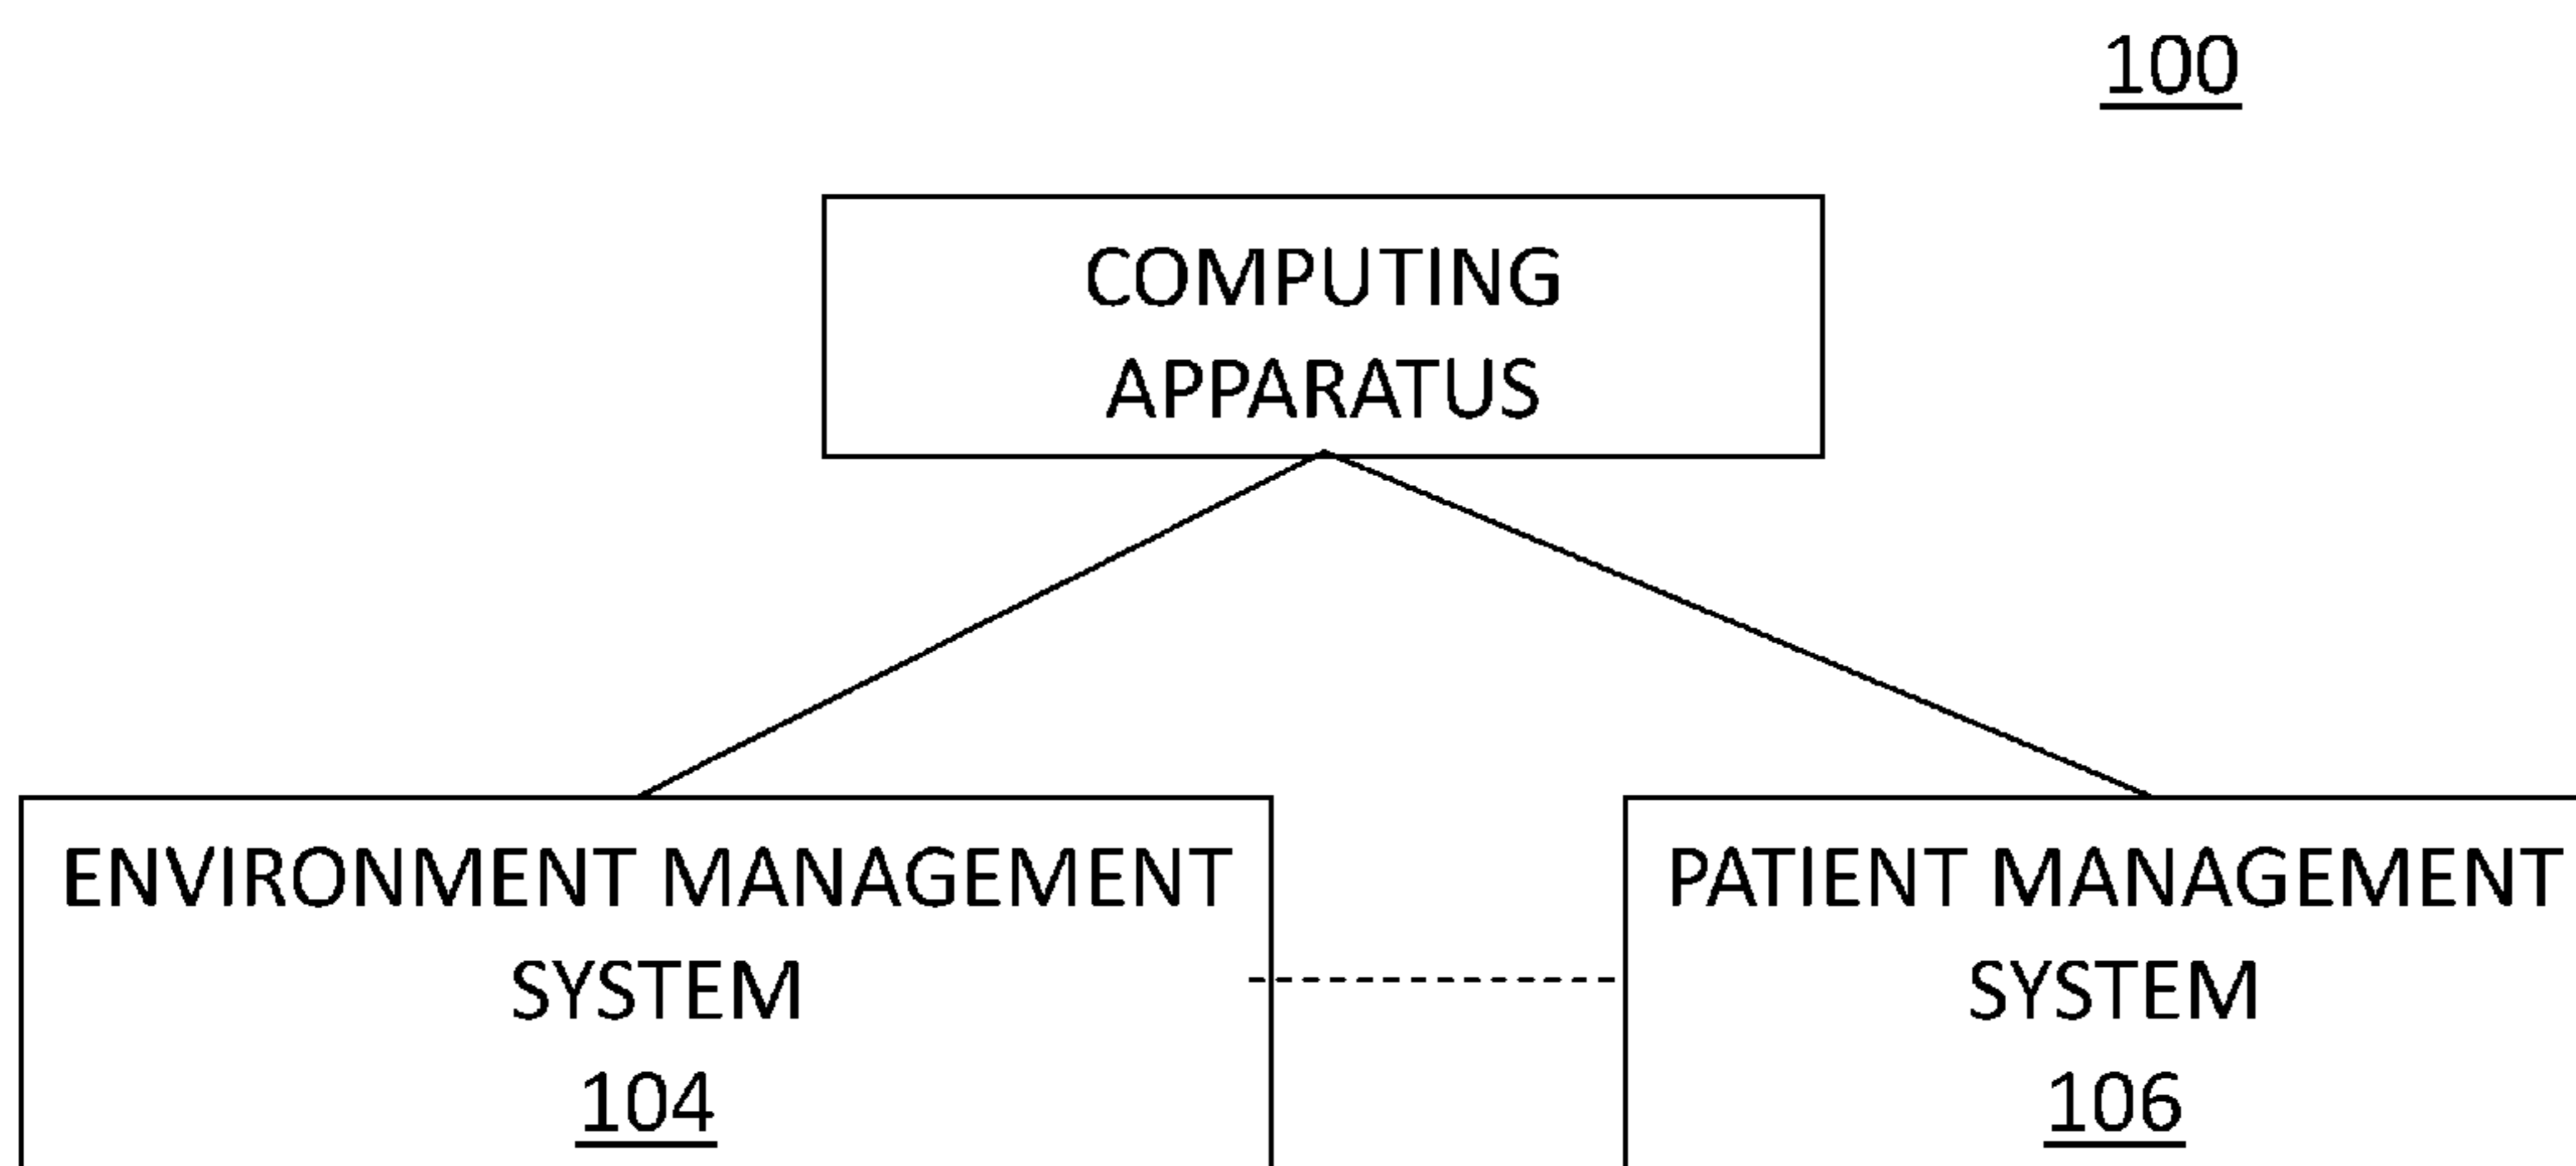 100
COMPUTING
APPARATUS
ENVIRONMENT MANAGEMENT
SYSTEM
104
PATIENT MANAGEMENT
SYSTEM
106